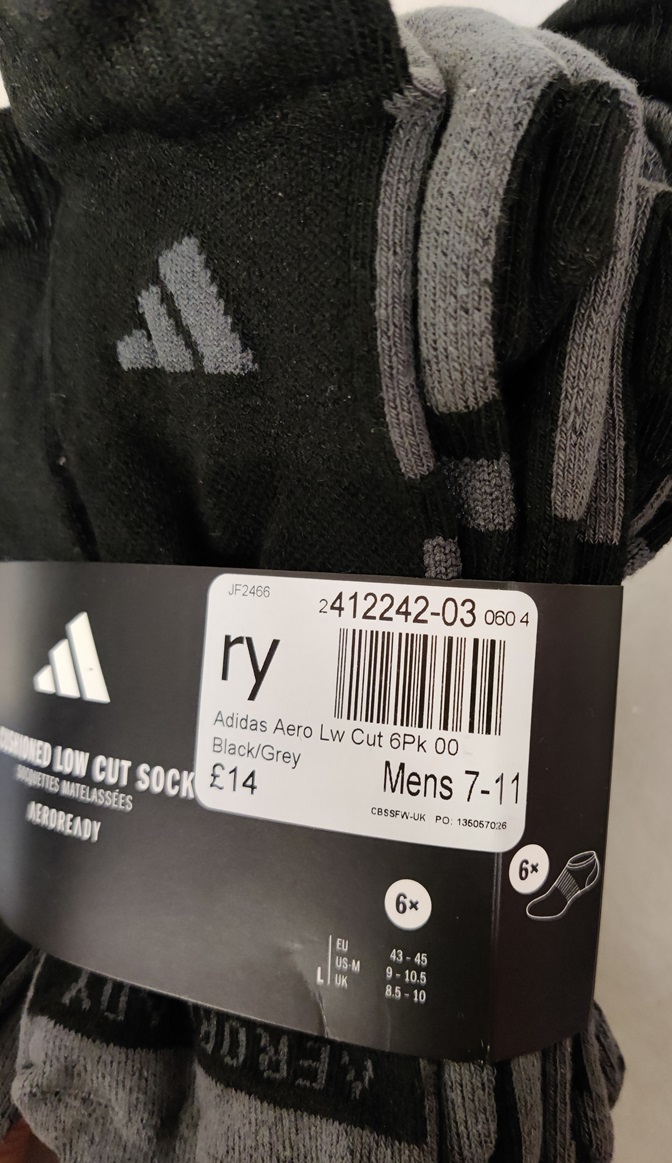 JF2466
2412242-03 060 4
ry
Adidas Aero Lw Cut 6Pk 00
Black/Grey
£14
Mens 7-11
CBSSFW-UK PO: 135057026
CUSHIONED LOW CUT SOCK
SOCQUETTES MATELASSÉES
AEROREADY
6×
6×
L
EU 43 - 45
US-M 9 - 10.5
UK 8.5 - 10